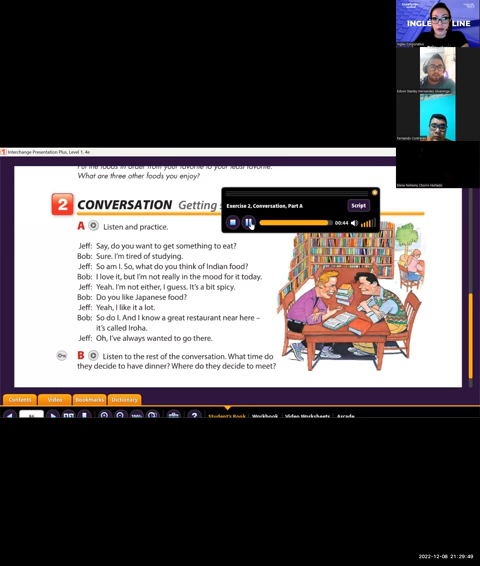 INGLÉ LINE
Interchange Presentation Plus, Level 1, 4e
Put the foods in order from your favorite to your least favorite.
What are three other foods you enjoy?
2 CONVERSATION Getting s
Exercise 2, Conversation, Part A
Script
00:44
A Listen and practice.
Jeff: Say, do you want to get something to eat?
Bob: Sure. I'm tired of studying.
Jeff: So am I. So, what do you think of Indian food?
Bob: I love it, but I'm not really in the mood for it today.
Jeff: Yeah. I'm not either, I guess. It's a bit spicy.
Bob: Do you like Japanese food?
Jeff: Yeah, I like it a lot.
Bob: So do I. And I know a great restaurant near here –
it's called Iroha.
Jeff: Oh, I've always wanted to go there.
B Listen to the rest of the conversation. What time do
they decide to have dinner? Where do they decide to meet?
Contents Video Bookmarks Dictionary
Student's Book Workbook Video Worksheets Arcade
2022-12-08 21:29:49